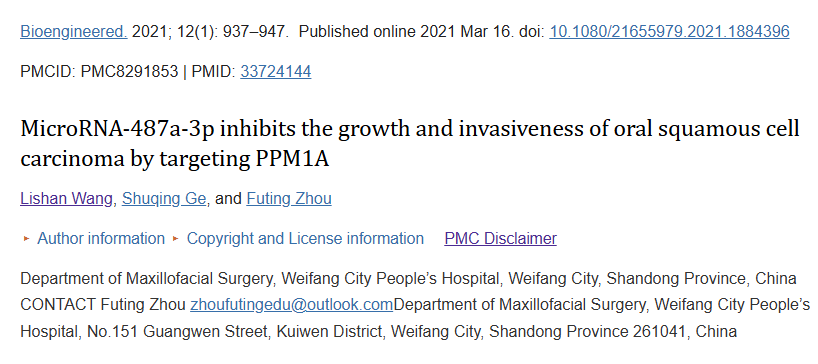 Bioengineered. 2021; 12(1): 937–947. Published online 2021 Mar 16. doi: 10.1080/21655979.2021.1884396
PMCID: PMC8291853 | PMID: 33724144
MicroRNA-487a-3p inhibits the growth and invasiveness of oral squamous cell
carcinoma by targeting PPM1A
Lishan Wang, Shuqing Ge, and Futing Zhou
▸ Author information ▸ Copyright and License information PMC Disclaimer
Department of Maxillofacial Surgery, Weifang City People’s Hospital, Weifang City, Shandong Province, China
CONTACT Futing Zhou zhoufutingedu@outlook.comDepartment of Maxillofacial Surgery, Weifang City People’s
Hospital, No.151 Guangwen Street, Kuiwen District, Weifang City, Shandong Province 261041, China